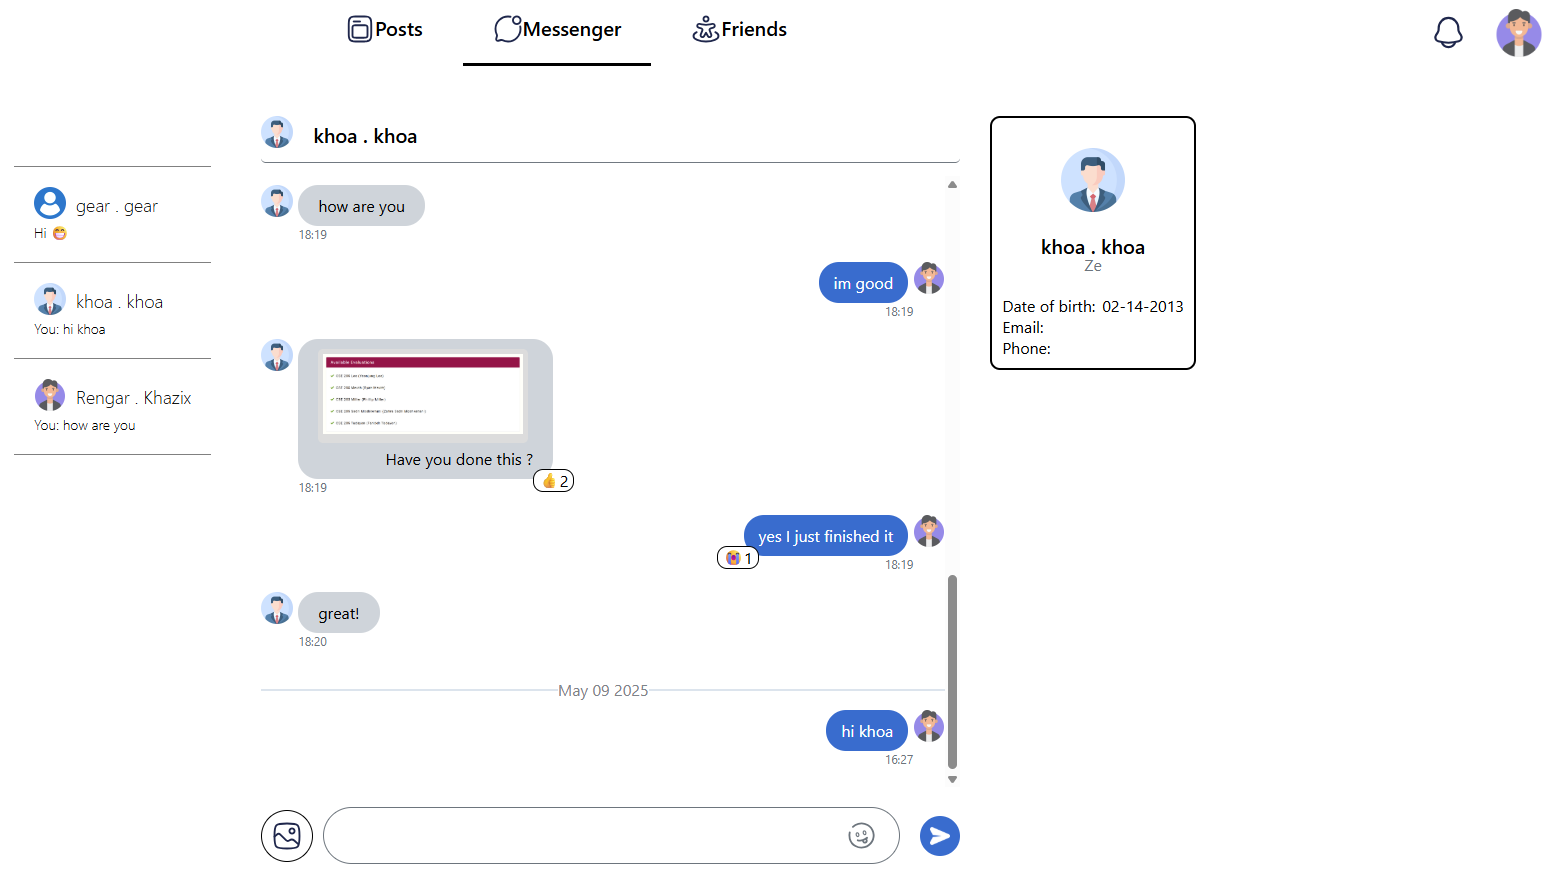 Posts
Messenger
Friends
gear . gear
Hi 😁
khoa . khoa
You: hi khoa
Rengar . Khazix
You: how are you
khoa . khoa
how are you
18:19
im good
18:19
Available Evaluations
Have you done this ?
👍 2
18:19
yes I just finished it
1
18:19
great!
18:20
May 09 2025
hi khoa
16:27
khoa . khoa
Ze
Date of birth: 02-14-2013
Email:
Phone: